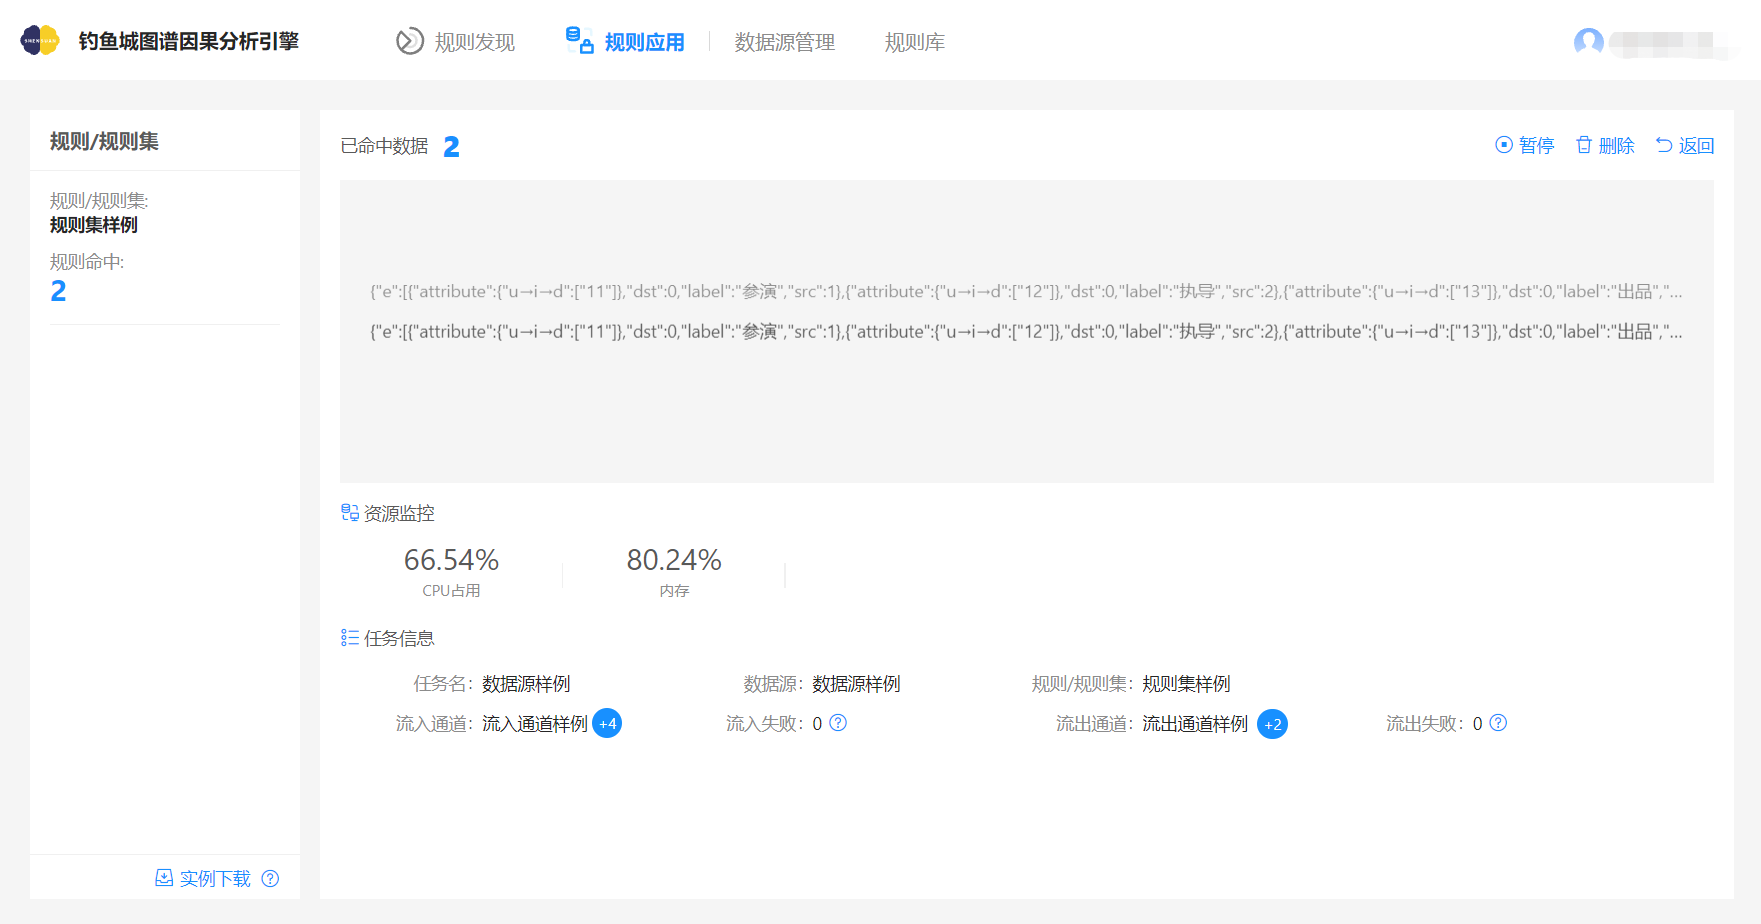 钓鱼城图谱因果分析引擎
规则发现
规则应用
数据源管理
规则库
规则/规则集
规则/规则集:
规则集样例
规则命中:
2
实例下载
已命中数据 2
暂停 删除 返回
{"e":[{"attribute":{"u→i→d":["11"]},"dst":0,"label":"参演","src":1},{"attribute":{"u→i→d":["12"]},"dst":0,"label":"执导","src":2},{"attribute":{"u→i→d":["13"]},"dst":0,"label":"出品","...
{"e":[{"attribute":{"u→i→d":["11"]},"dst":0,"label":"参演","src":1},{"attribute":{"u→i→d":["12"]},"dst":0,"label":"执导","src":2},{"attribute":{"u→i→d":["13"]},"dst":0,"label":"出品","...
资源监控
66.54% 80.24%
CPU占用 内存
任务信息
任务名: 数据源样例 数据源: 数据源样例 规则/规则集: 规则集样例
流入通道: 流入通道样例 +4 流入失败: 0 流出通道: 流出通道样例 +2 流出失败: 0